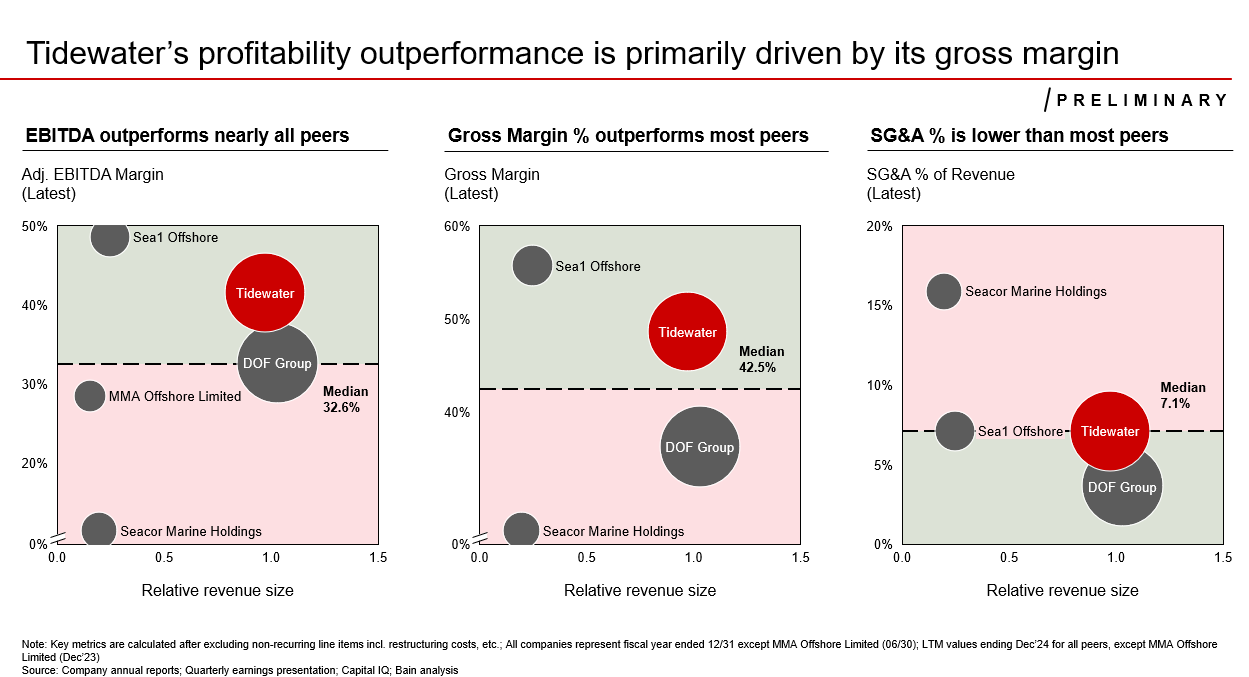 Tidewater’s profitability outperformance is primarily driven by its gross margin
PRELIMINARY
EBITDA outperforms nearly all peers
Adj. EBITDA Margin
(Latest)
50%
40%
30%
20%
0%
Sea1 Offshore
Tidewater
DOF Group
MMA Offshore Limited
Median
32.6%
Seacor Marine Holdings
0.0
0.5
1.0
1.5
Relative revenue size
Gross Margin % outperforms most peers
Gross Margin
(Latest)
60%
50%
40%
0%
Sea1 Offshore
Tidewater
Median
42.5%
DOF Group
Seacor Marine Holdings
0.0
0.5
1.0
1.5
Relative revenue size
SG&A % is lower than most peers
SG&A % of Revenue
(Latest)
20%
15%
10%
5%
0%
Seacor Marine Holdings
Median
7.1%
Sea1 Offshore
Tidewater
DOF Group
0.0
0.5
1.0
1.5
Relative revenue size
Note: Key metrics are calculated after excluding non-recurring line items incl. restructuring costs, etc.; All companies represent fiscal year ended 12/31 except MMA Offshore Limited (06/30); LTM values ending Dec’24 for all peers, except MMA Offshore
Limited (Dec’23)
Source: Company annual reports; Quarterly earnings presentation; Capital IQ; Bain analysis